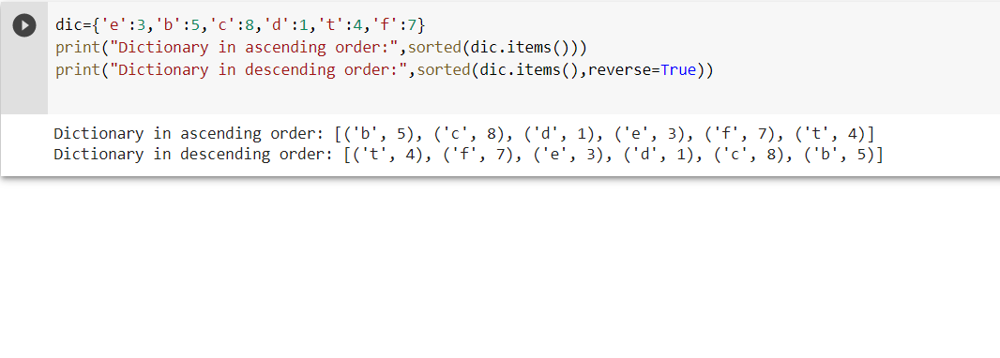 dic={'e':3,'b':5,'c':8,'d':1,'t':4,'f':7}
print("Dictionary in ascending order:",sorted(dic.items()))
print("Dictionary in descending order:",sorted(dic.items(),reverse=True))
Dictionary in ascending order: [('b', 5), ('c', 8), ('d', 1), ('e', 3), ('f', 7), ('t', 4)]
Dictionary in descending order: [('t', 4), ('f', 7), ('e', 3), ('d', 1), ('c', 8), ('b', 5)]